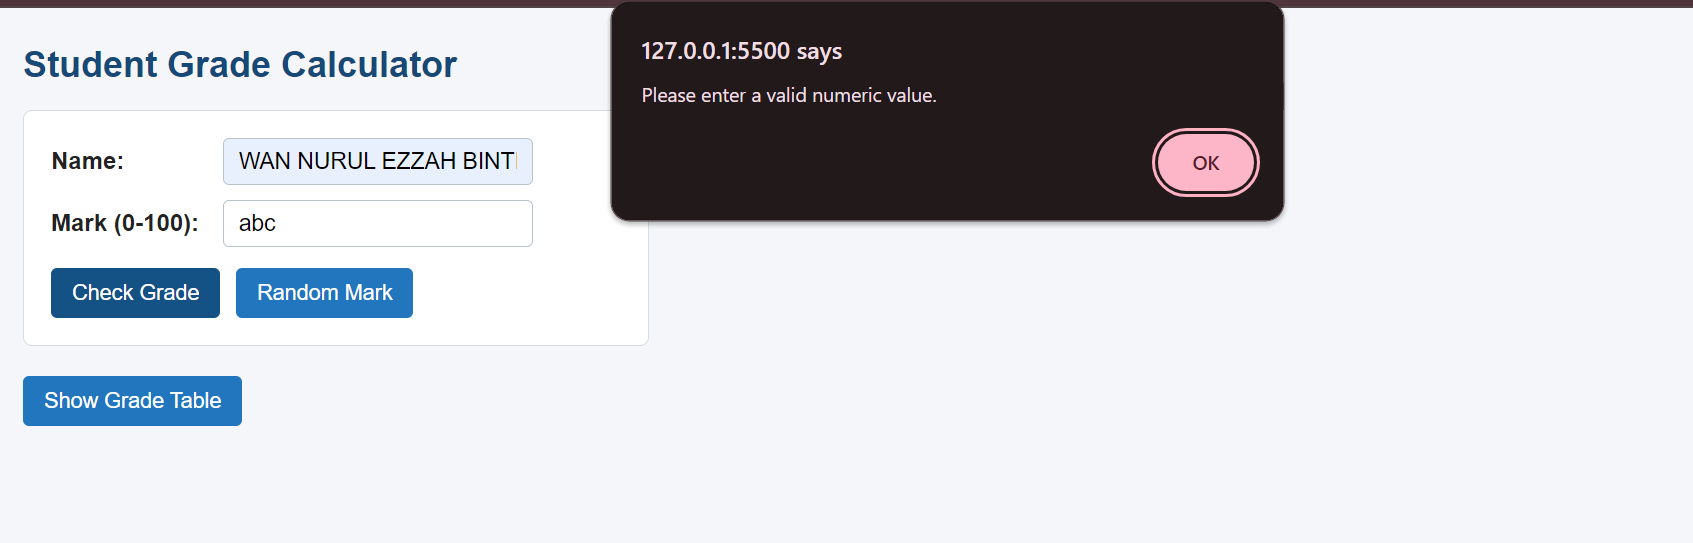 127.0.0.1:5500 says
Please enter a valid numeric value.
OK
Student Grade Calculator
Name: WAN NURUL EZZAH BINT
Mark (0-100): abc
Check Grade Random Mark
Show Grade Table